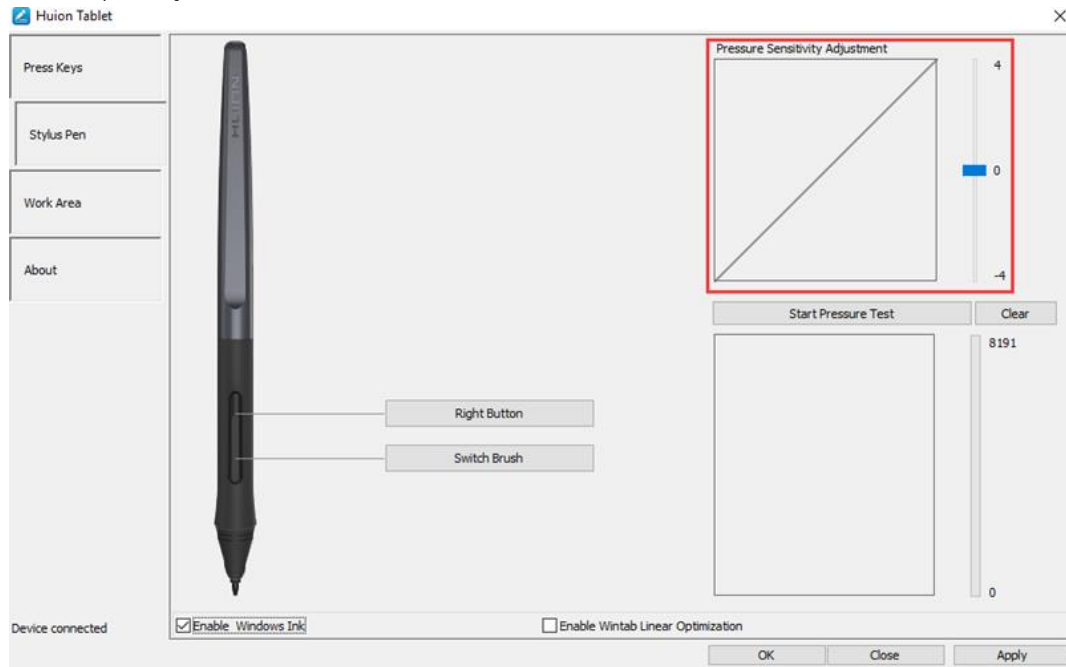 Huion Tablet
Press Keys
Stylus Pen
Work Area
About
HUION
Pressure Sensitivity Adjustment
4
0
-4
Start Pressure Test
Clear
8191
0
Right Button
Switch Brush
Device connected
Enable Windows Ink
Enable Wintab Linear Optimization
OK
Close
Apply